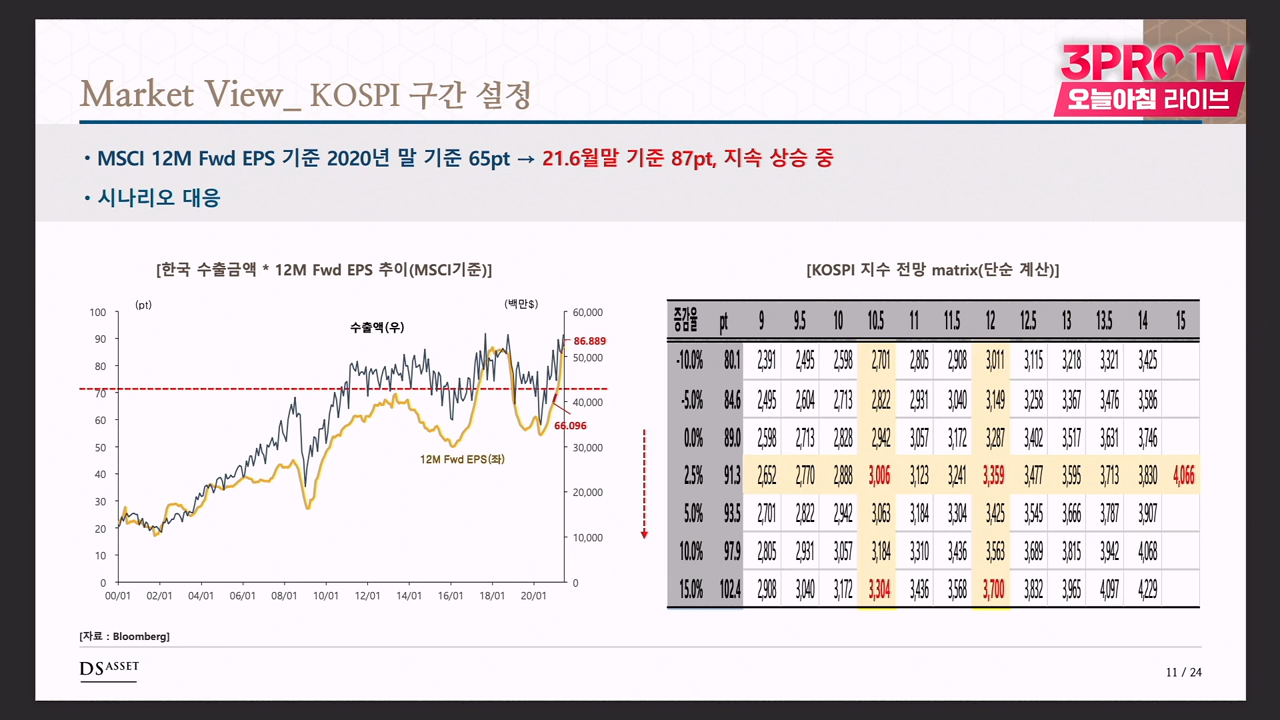 3PRO TV
오늘아침 라이브
Market View_ KOSPI 구간 설정
• MSCI 12M Fwd EPS 기준 2020년 말 기준 65pt → 21.6월말 기준 87pt, 지속 상승 중
• 시나리오 대응
[한국 수출금액 * 12M Fwd EPS 추이(MSCI기준)]
(pt)
(백만$)
수출액(우)
12M Fwd EPS(좌)
86.889
66.096
100
90
80
70
60
50
40
30
20
10
0
60,000
50,000
40,000
30,000
20,000
10,000
0
00/01 02/01 04/01 06/01 08/01 10/01 12/01 14/01 16/01 18/01 20/01
[KOSPI 지수 전망 matrix(단순 계산)]
증감율 pt 9 9.5 10 10.5 11 11.5 12 12.5 13 13.5 14 15
-10.0% 80.1 2,391 2,495 2,598 2,701 2,805 2,908 3,011 3,115 3,218 3,321 3,425
-5.0% 84.6 2,495 2,604 2,713 2,822 2,931 3,040 3,149 3,258 3,367 3,476 3,586
0.0% 89.0 2,598 2,713 2,828 2,942 3,057 3,172 3,287 3,402 3,517 3,631 3,746
2.5% 91.3 2,652 2,770 2,888 3,006 3,123 3,241 3,359 3,477 3,595 3,713 3,830 4,066
5.0% 93.5 2,701 2,822 2,942 3,063 3,184 3,304 3,425 3,545 3,666 3,787 3,907
10.0% 97.9 2,805 2,931 3,057 3,184 3,310 3,436 3,563 3,689 3,815 3,942 4,068
15.0% 102.4 2,908 3,040 3,172 3,304 3,436 3,568 3,700 3,832 3,965 4,097 4,229
[자료 : Bloomberg]
DS ASSET
11 / 24